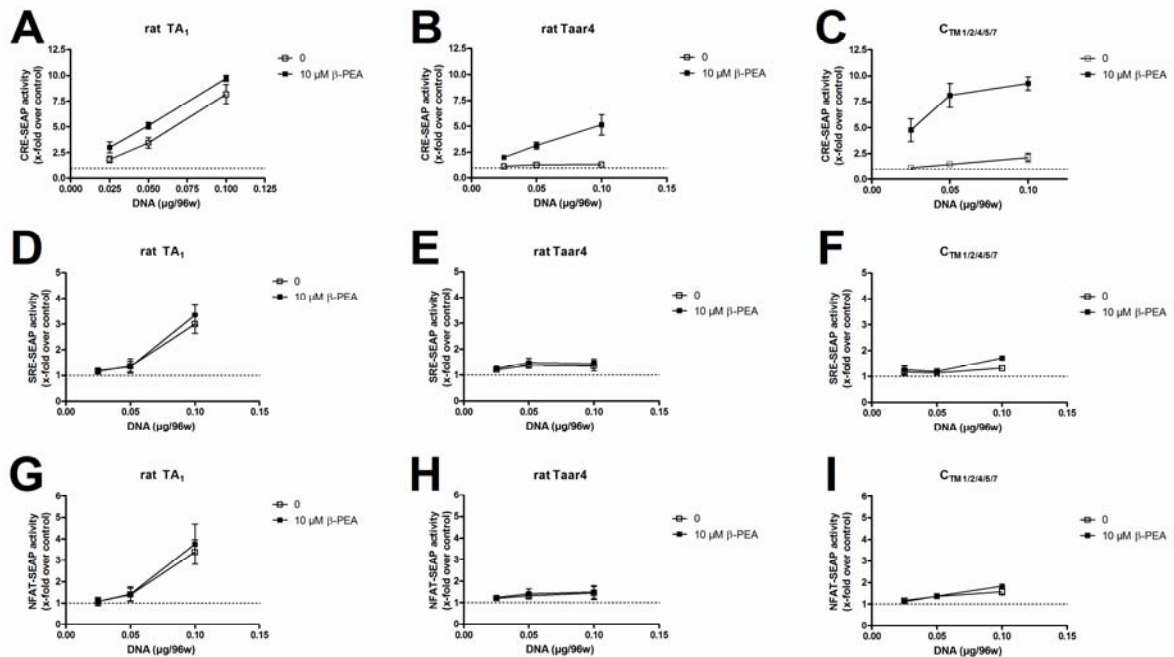 A
rat TA1
CRE-SEAP activity
(x-fold over control)
12.5
10.0
7.5
5.0
2.5
0.0
0.000 0.025 0.050 0.075 0.100 0.125
DNA (µg/96w)
0
10 µM β-PEA
B
rat Taar4
CRE-SEAP activity
(x-fold over control)
12.5
10.0
7.5
5.0
2.5
0.0
0.00 0.05 0.10 0.15
DNA (µg/96w)
0
10 µM β-PEA
C
CTM1/2/4/5/7
CRE-SEAP activity
(x-fold over control)
12.5
10.0
7.5
5.0
2.5
0.0
0.00 0.05 0.10
DNA (µg/96w)
0
10 µM β-PEA
D
rat TA1
SRE-SEAP activity
(x-fold over control)
5
4
3
2
1
0
0.00 0.05 0.10 0.15
DNA (µg/96w)
0
10 µM β-PEA
E
rat Taar4
SRE-SEAP activity
(x-fold over control)
5
4
3
2
1
0
0.00 0.05 0.10 0.15
DNA (µg/96w)
0
10 µM β-PEA
F
CTM1/2/4/5/7
SRE-SEAP activity
(x-fold over control)
5
4
3
2
1
0
0.00 0.05 0.10 0.15
DNA (µg/96w)
0
10 µM β-PEA
G
rat TA1
NFAT-SEAP activity
(x-fold over control)
6
5
4
3
2
1
0
0.00 0.05 0.10 0.15
DNA (µg/96w)
0
10 µM β-PEA
H
rat Taar4
NFAT-SEAP activity
(x-fold over control)
6
5
4
3
2
1
0
0.00 0.05 0.10 0.15
DNA (µg/96w)
0
10 µM β-PEA
I
CTM1/2/4/5/7
NFAT-SEAP activity
(x-fold over control)
6
5
4
3
2
1
0
0.00 0.05 0.10 0.15
DNA (µg/96w)
0
10 µM β-PEA